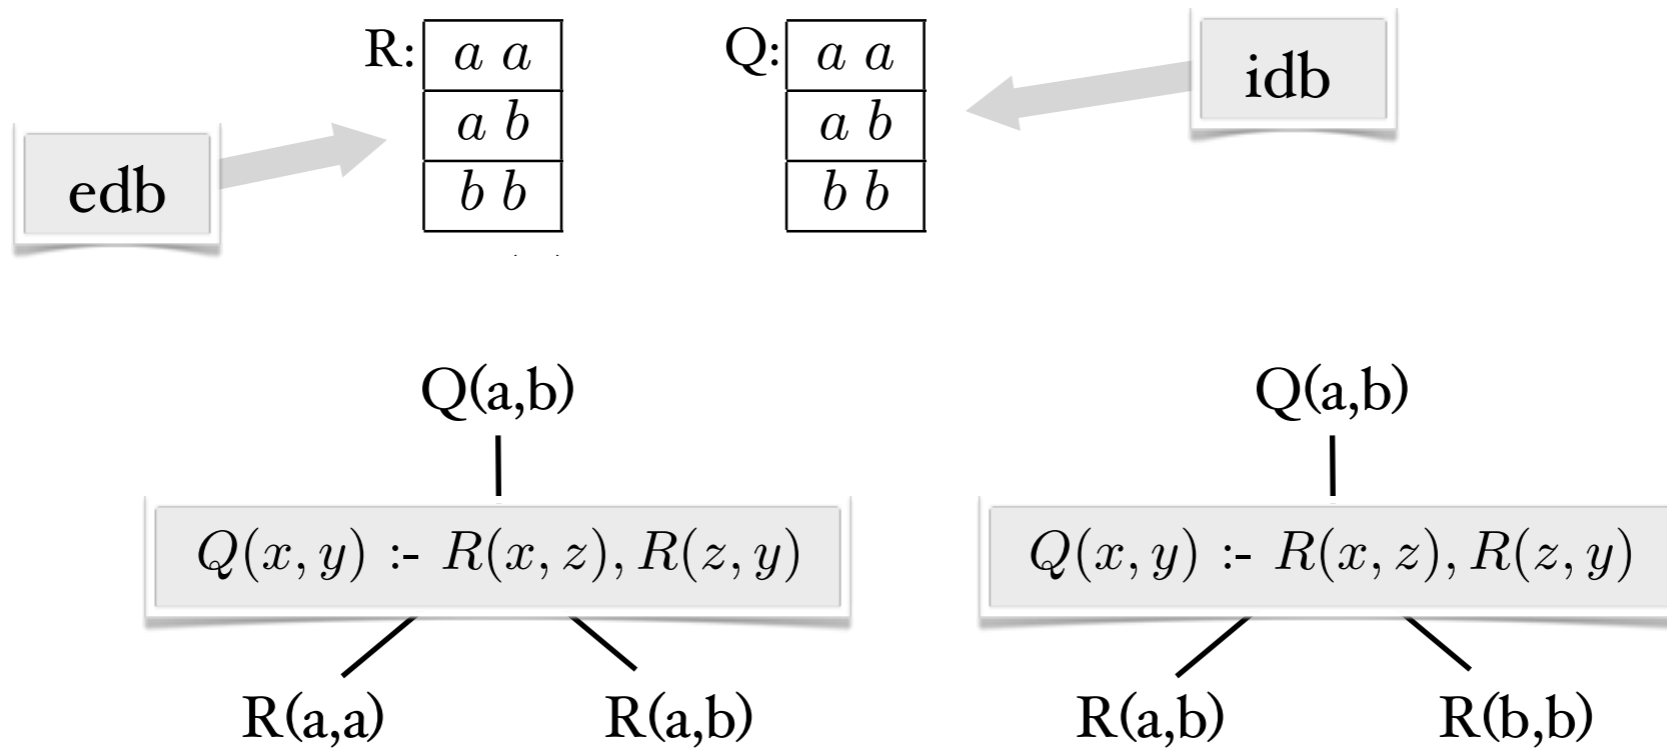 R: a a Q: a a idb
a b a b
edb b b b b
Q(a,b) Q(a,b)
Q(x, y) :- R(x, z), R(z, y) Q(x, y) :- R(x, z), R(z, y)
R(a,a) R(a,b) R(a,b) R(b,b)